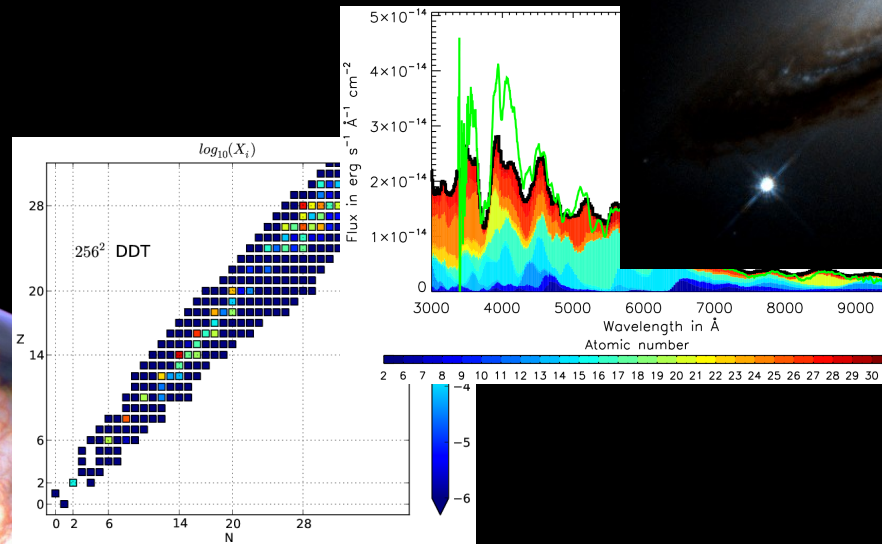 log₁₀(Xᵢ)
256² DDT
Z
28
20
14
6
2
0
0 2 6 14 20 28
N
−4
−5
−6
Flux in erg s⁻¹ Å⁻¹ cm⁻²
5×10⁻¹⁴
4×10⁻¹⁴
3×10⁻¹⁴
2×10⁻¹⁴
1×10⁻¹⁴
0
3000 4000 5000 6000 7000 8000 9000
Wavelength in Å
Atomic number
2 6 7 8 9 10 11 12 13 14 15 16 17 18 19 20 21 22 23 24 25 16 27 28 29 30